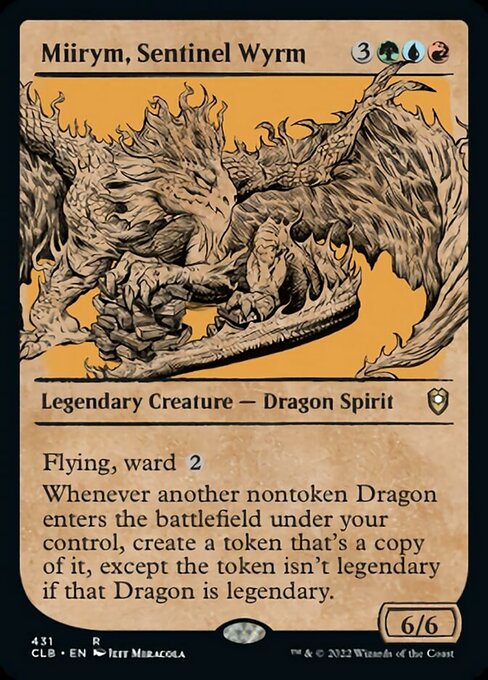 Miirym, Sentinel Wyrm 3
Legendary Creature — Dragon Spirit
Flying, ward 2
Whenever another nontoken Dragon
enters the battlefield under your
control, create a token that's a copy
of it, except the token isn't legendary
if that Dragon is legendary.
6/6
431 R
CLB • EN Jeff Miracola ™ & © 2022 Wizards of the Coast